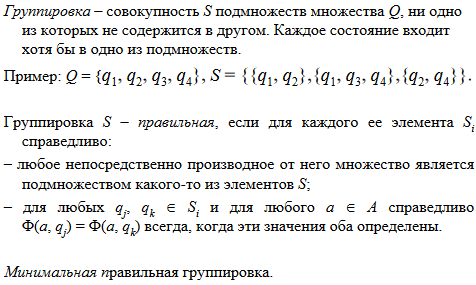 Группировка – совокупность S подмножеств множества Q, ни одно
из которых не содержится в другом. Каждое состояние входит
хотя бы в одно из подмножеств.
Пример: Q = {q₁, q₂, q₃, q₄}, S = {{q₁, q₂},{q₁, q₃, q₄},{q₂, q₄}}.
Группировка S – правильная, если для каждого ее элемента Sᵢ
справедливо:
– любое непосредственно производное от него множество является
подмножеством какого-то из элементов S;
– для любых qⱼ, qₖ ∈ Sᵢ и для любого a ∈ A справедливо
Φ(a, qⱼ) = Φ(a, qₖ) всегда, когда эти значения оба определены.
Минимальная правильная группировка.